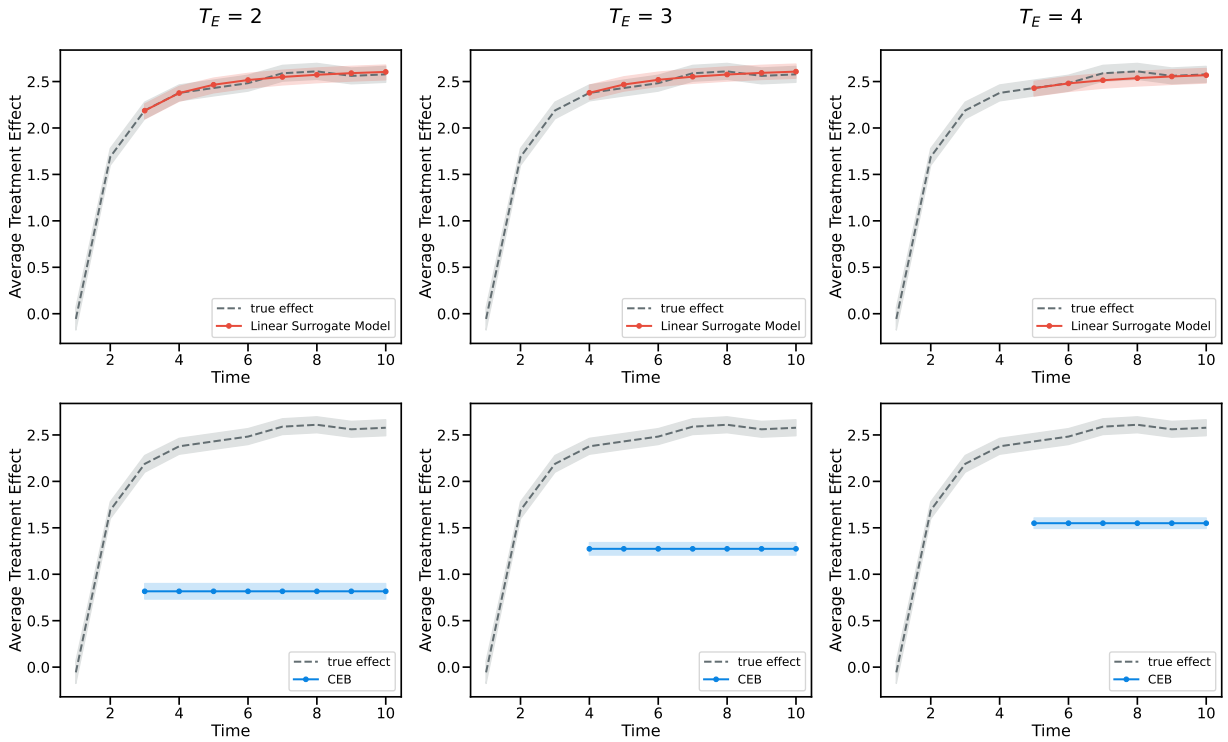 T_E = 2
T_E = 3
T_E = 4
Average Treatment Effect
2.5
2.0
1.5
1.0
0.5
0.0
true effect
Linear Surrogate Model
2 4 6 8 10
Time
Average Treatment Effect
2.5
2.0
1.5
1.0
0.5
0.0
true effect
Linear Surrogate Model
2 4 6 8 10
Time
Average Treatment Effect
2.5
2.0
1.5
1.0
0.5
0.0
true effect
Linear Surrogate Model
2 4 6 8 10
Time
Average Treatment Effect
2.5
2.0
1.5
1.0
0.5
0.0
true effect
CEB
2 4 6 8 10
Time
Average Treatment Effect
2.5
2.0
1.5
1.0
0.5
0.0
true effect
CEB
2 4 6 8 10
Time
Average Treatment Effect
2.5
2.0
1.5
1.0
0.5
0.0
true effect
CEB
2 4 6 8 10
Time